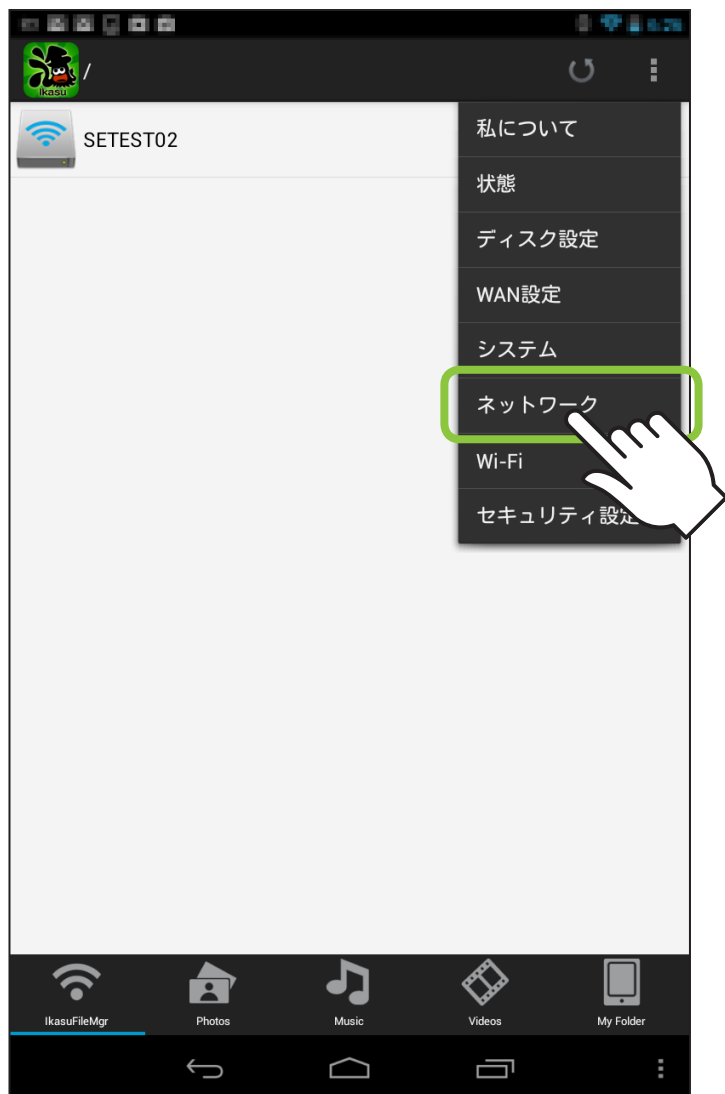 Ikasu
/
SETEST02
私について
状態
ディスク設定
WAN設定
システム
ネットワーク
Wi-Fi
セキュリティ設定
IkasuFileMgr
Photos
Music
Videos
My Folder